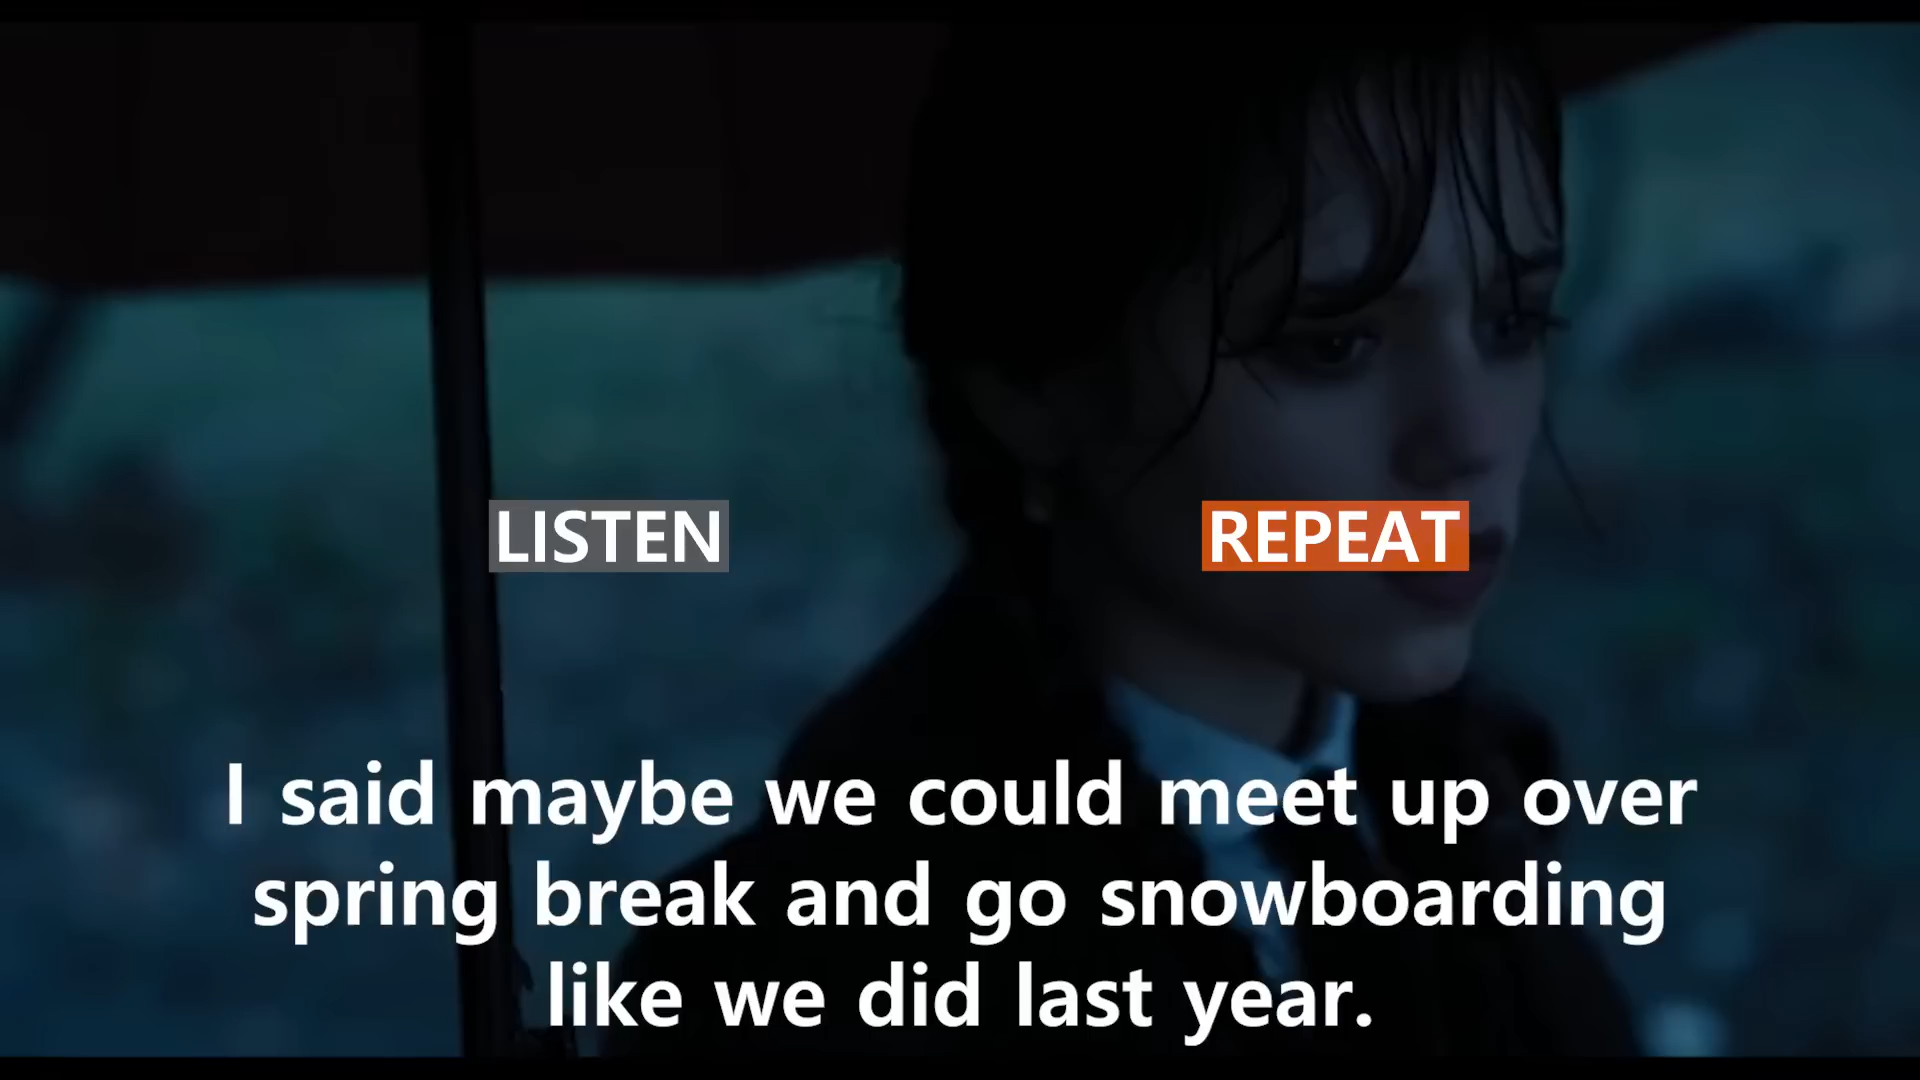 LISTEN
REPEAT
I said maybe we could meet up over
spring break and go snowboarding
like we did last year.